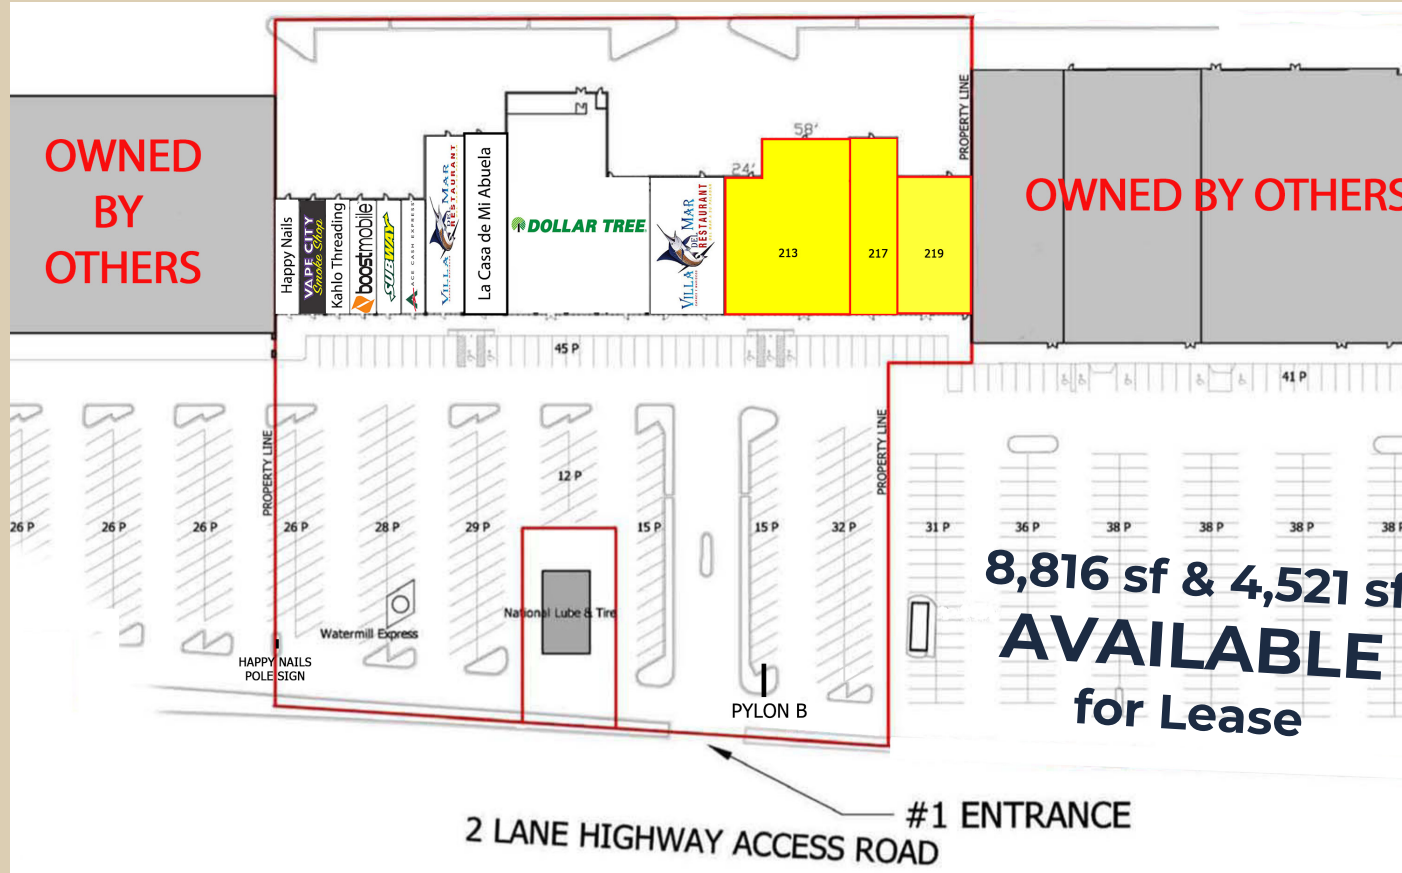 OWNED
BY
OTHERS
58'
24'
PROPERTY LINE
OWNED BY OTHERS
Happy Nails
VAPE CITY
Smoke Shop
Kahlo Threading
boostmobile
SUBWAY
ACE CASH EXPRESS
VILLA DEL MAR
RESTAURANT
La Casa de Mi Abuela
DOLLAR TREE
VILLA DEL MAR
RESTAURANT
213
217
219
45 P
41 P
PROPERTY LINE
PROPERTY LINE
12 P
26 P
26 P
26 P
26 P
28 P
29 P
15 P
15 P
32 P
31 P
36 P
38 P
38 P
38 P
38 P
National Lube & Tire
Watermill Express
HAPPY NAILS
POLE SIGN
PYLON B
8,816 sf & 4,521 sf
AVAILABLE
for Lease
#1 ENTRANCE
2 LANE HIGHWAY ACCESS ROAD